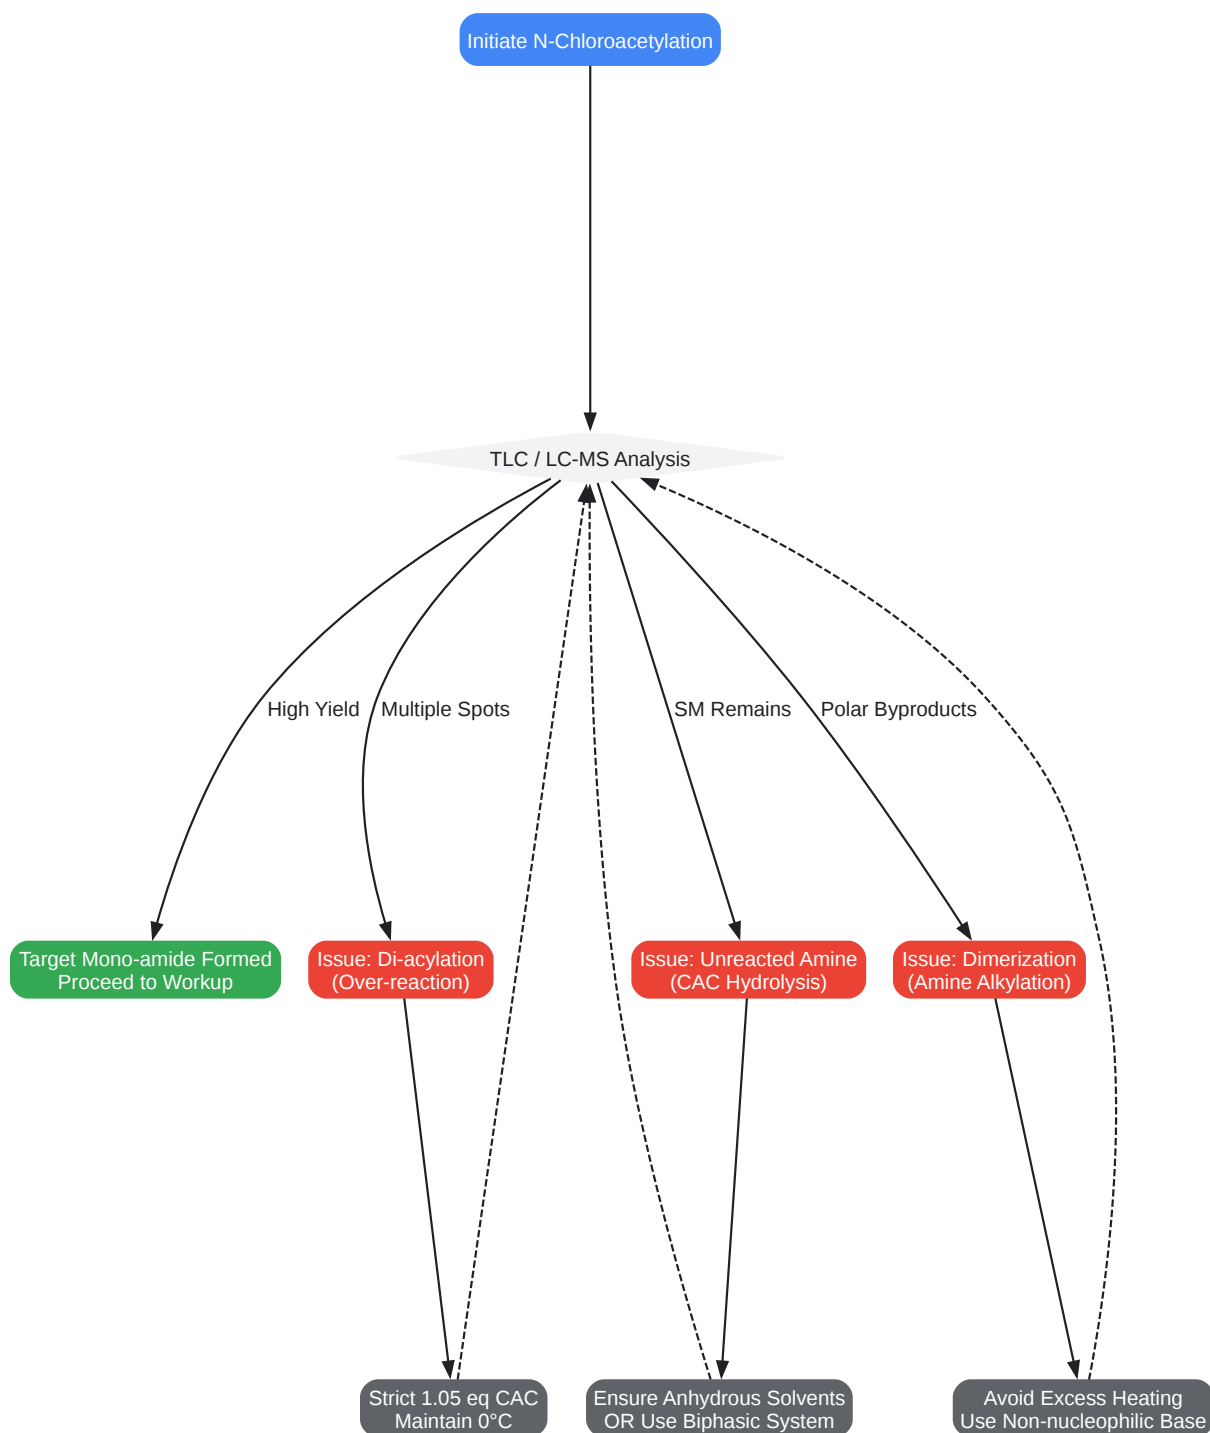 Initiate N-Chloroacetylation
TLC / LC-MS Analysis
High Yield
Multiple Spots
SM Remains
Polar Byproducts
Target Mono-amide Formed
Proceed to Workup
Issue: Di-acylation
(Over-reaction)
Issue: Unreacted Amine
(CAC Hydrolysis)
Issue: Dimerization
(Amine Alkylation)
Strict 1.05 eq CAC
Maintain 0°C
Ensure Anhydrous Solvents
OR Use Biphasic System
Avoid Excess Heating
Use Non-nucleophilic Base